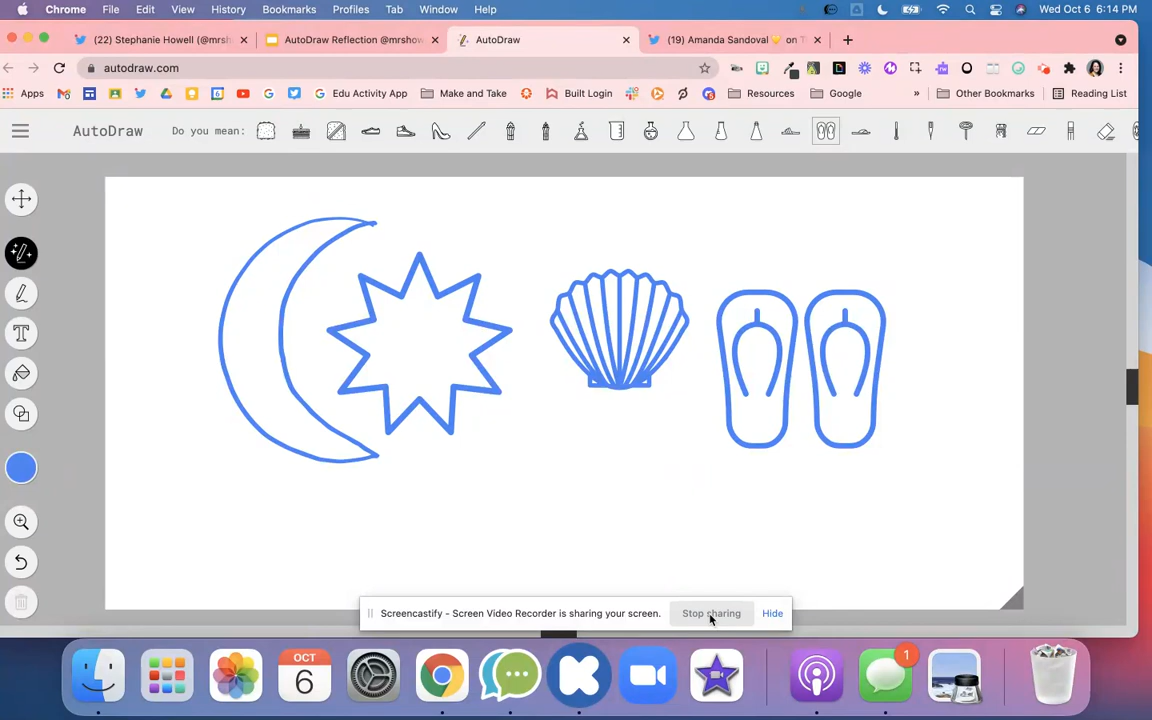 Chrome File Edit View History Bookmarks Profiles Tab Window Help Wed Oct 6 6:14 PM
(22) Stephanie Howell (@mrsh AutoDraw Reflection @mrshow AutoDraw (19) Amanda Sandoval on T
autodraw.com
Apps Edu Activity App Make and Take Built Login Resources Google » Other Bookmarks Reading List
AutoDraw Do you mean:
T
Screencastify - Screen Video Recorder is sharing your screen. Stop sharing Hide
OCT
6
K
1